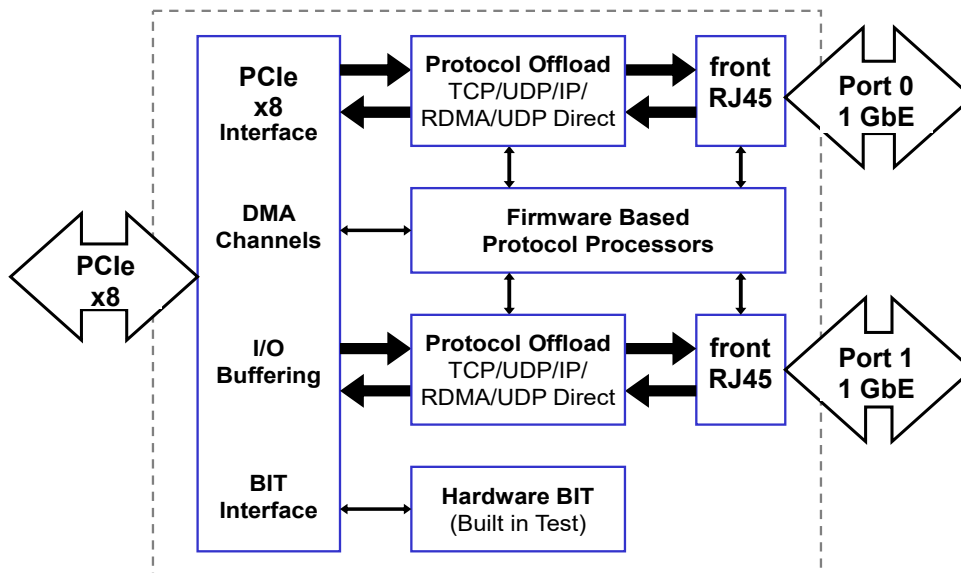 PCIe
x8
PCIe
x8
Interface
DMA
Channels
I/O
Buffering
BIT
Interface
Protocol Offload
TCP/UDP/IP/
RDMA/UDP Direct
front
RJ45
Port 0
1 GbE
Firmware Based
Protocol Processors
Protocol Offload
TCP/UDP/IP/
RDMA/UDP Direct
front
RJ45
Port 1
1 GbE
Hardware BIT
(Built in Test)